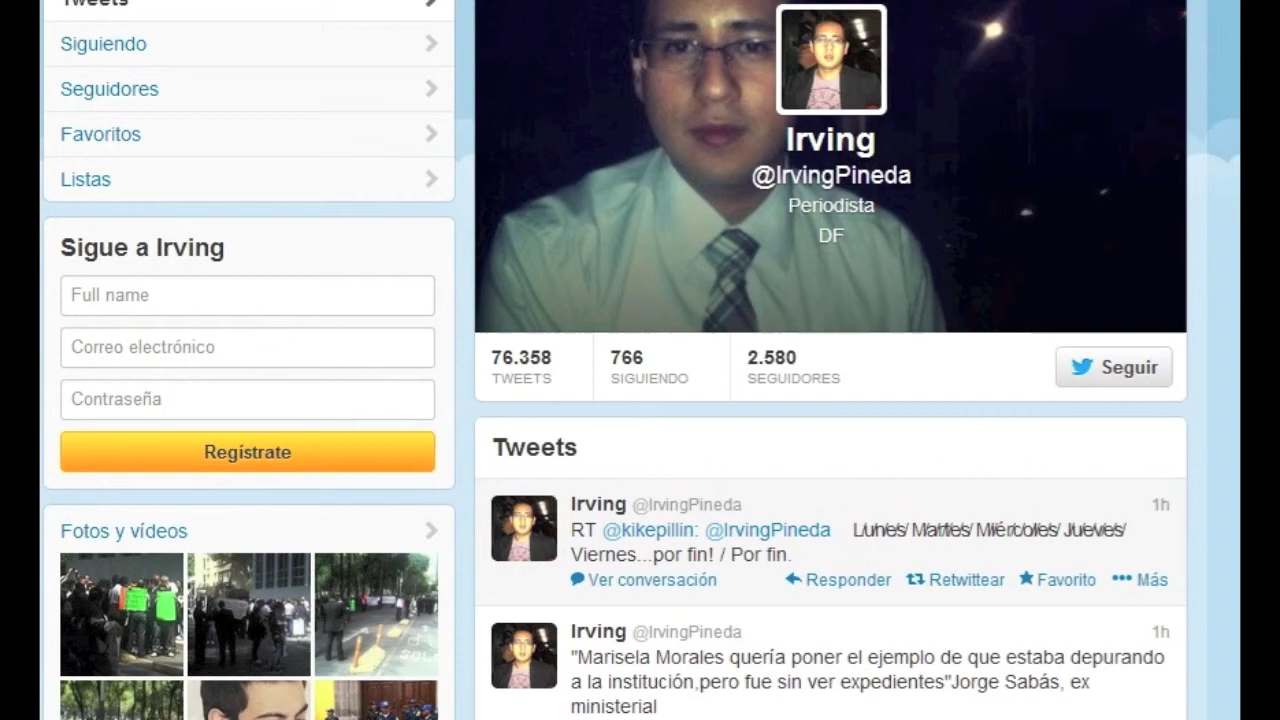 Tweets
Siguiendo
Seguidores
Favoritos
Listas
Sigue a Irving
Full name
Correo electrónico
Contraseña
Regístrate
Fotos y vídeos
Irving
@IrvingPineda
Periodista
DF
76.358
TWEETS
766
SIGUIENDO
2.580
SEGUIDORES
Seguir
Tweets
Irving @IrvingPineda 1h
RT @kikepillin: @IrvingPineda L̸u̸n̸e̸s̸/ M̸a̸r̸t̸e̸s̸/ M̸i̸é̸r̸c̸o̸l̸e̸s̸/ J̸u̸e̸v̸e̸s̸/
Viernes...por fin! / Por fin.
Ver conversación Responder Retwittear Favorito Más
Irving @IrvingPineda 1h
"Marisela Morales quería poner el ejemplo de que estaba depurando
a la institución,pero fue sin ver expedientes"Jorge Sabás, ex
ministerial